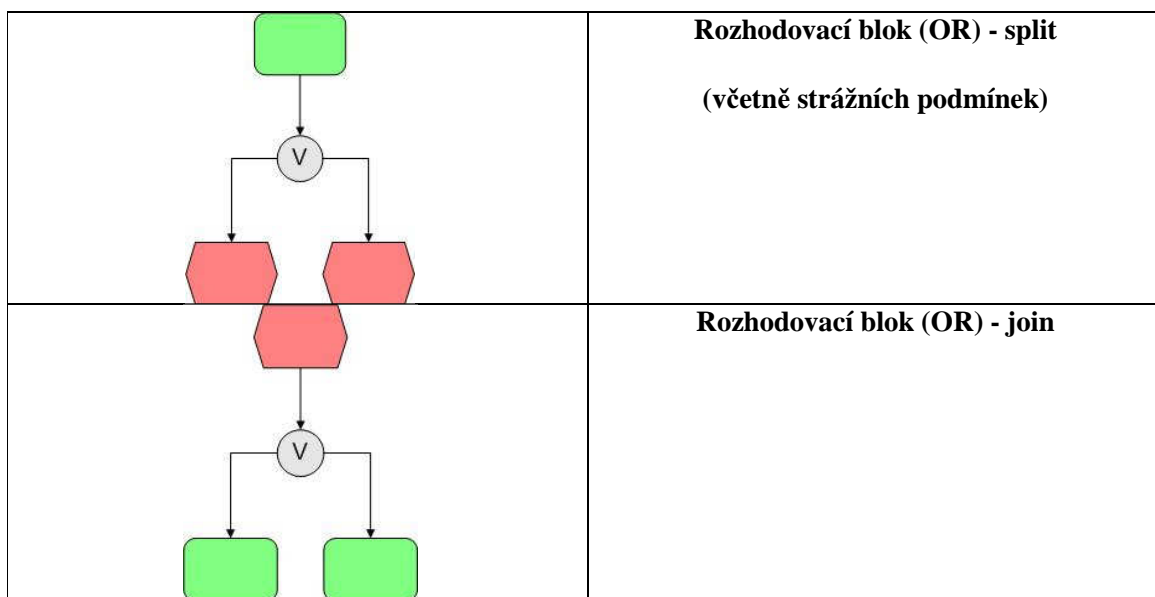 Rozhodovací blok (OR) - split
(včetně strážních podmínek)
V
Rozhodovací blok (OR) - join
V